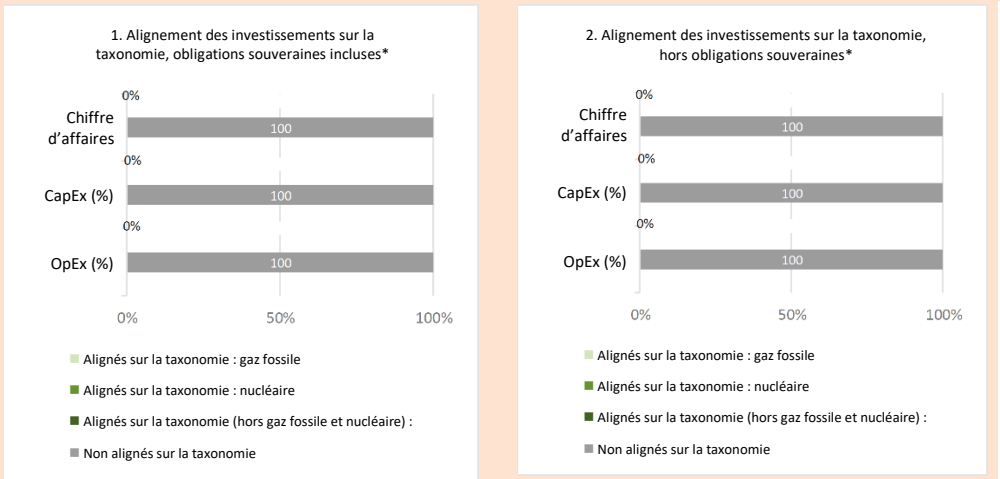 1. Alignement des investissements sur la
taxonomie, obligations souveraines incluses*
0%
Chiffre
d'affaires
100
0%
CapEx (%)
100
0%
OpEx (%)
100
0%
50%
100%
Alignés sur la taxonomie : gaz fossile
Alignés sur la taxonomie : nucléaire
Alignés sur la taxonomie (hors gaz fossile et nucléaire) :
Non alignés sur la taxonomie
2. Alignement des investissements sur la taxonomie,
hors obligations souveraines*
0%
Chiffre
d'affaires
100
0%
CapEx (%)
100
0%
OpEx (%)
100
0%
50%
100%
Alignés sur la taxonomie : gaz fossile
Alignés sur la taxonomie : nucléaire
Alignés sur la taxonomie (hors gaz fossile et nucléaire) :
Non alignés sur la taxonomie